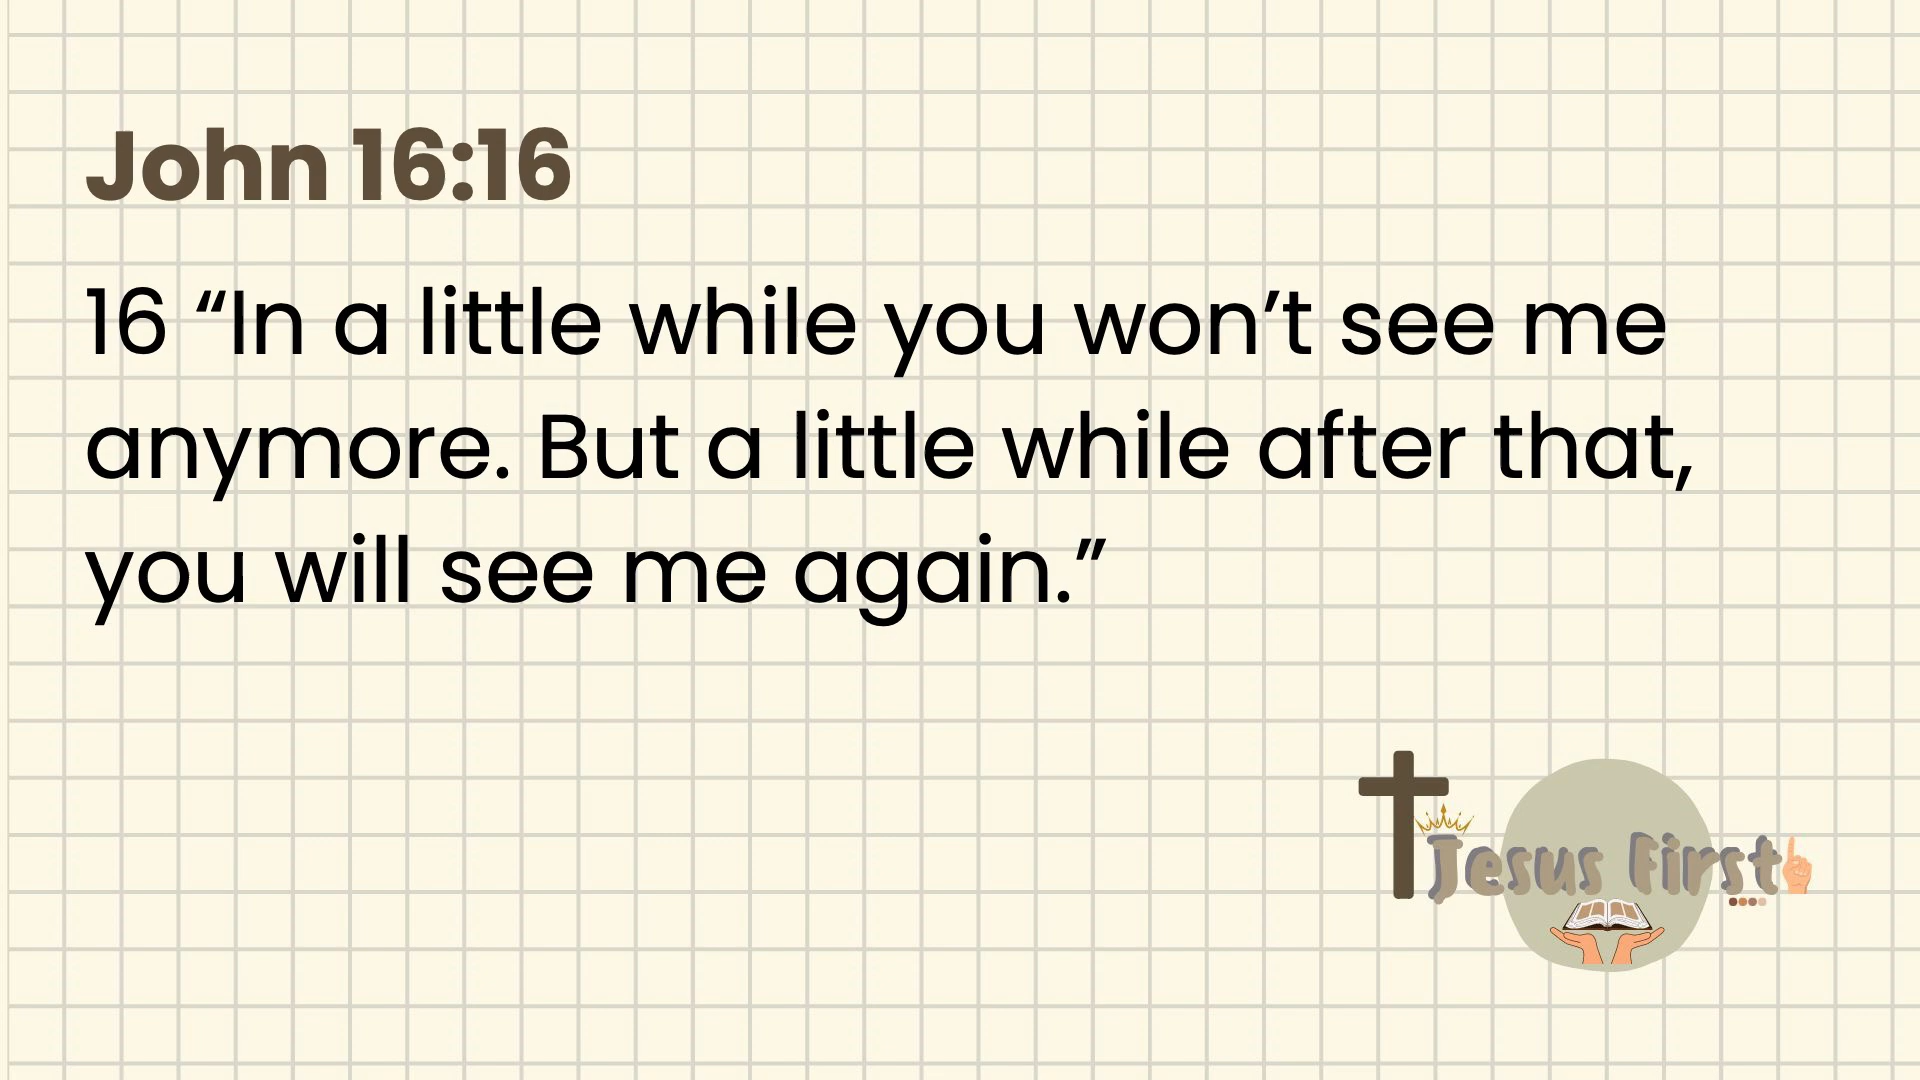 John 16:16
16 “In a little while you won’t see me
anymore. But a little while after that,
you will see me again.”
Jesus First